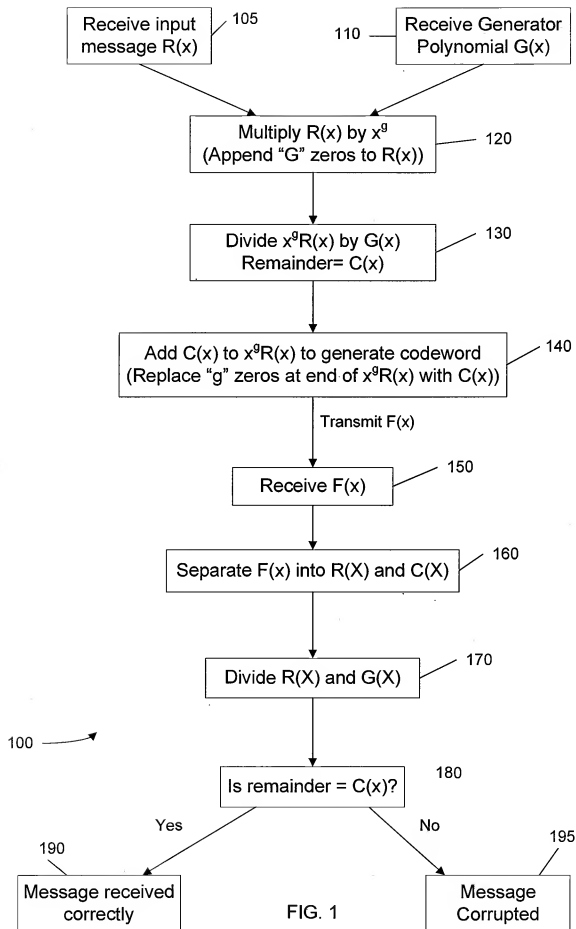 Receive input
message R(x)
105
110
Receive Generator
Polynomial G(x)
Multiply R(x) by x^g
(Append “G” zeros to R(x))
120
Divide x^gR(x) by G(x)
Remainder= C(x)
130
Add C(x) to x^gR(x) to generate codeword
(Replace “g” zeros at end of x^gR(x) with C(x))
140
Transmit F(x)
Receive F(x)
150
Separate F(x) into R(X) and C(X)
160
Divide R(X) and G(X)
170
100
Is remainder = C(x)?
180
Yes
No
190
Message received
correctly
195
Message
Corrupted
FIG. 1